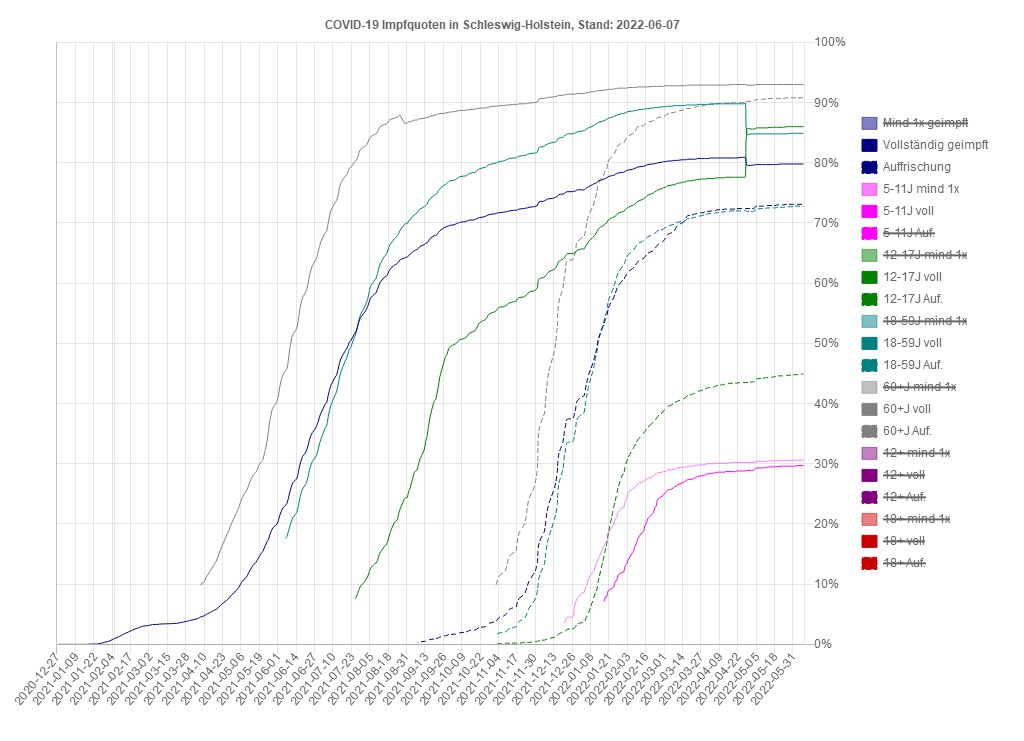 COVID-19 Impfquoten in Schleswig-Holstein, Stand: 2022-06-07
100%
90%
80%
70%
60%
50%
40%
30%
20%
10%
0%
Mind 1x geimpft
Vollständig geimpft
Auffrischung
5-11J mind 1x
5-11J voll
5-11J Auf.
12-17J mind 1x
12-17J voll
12-17J Auf.
18-59J mind 1x
18-59J voll
18-59J Auf.
60+J mind 1x
60+J voll
60+J Auf.
12+ mind 1x
12+ voll
12+ Auf.
18+ mind 1x
18+ voll
18+ Auf.
2020-12-27
2021-01-09
2021-01-22
2021-02-04
2021-02-17
2021-03-02
2021-03-15
2021-03-28
2021-04-10
2021-04-23
2021-05-06
2021-05-19
2021-06-01
2021-06-14
2021-06-27
2021-07-10
2021-07-23
2021-08-05
2021-08-18
2021-08-31
2021-09-13
2021-09-26
2021-10-09
2021-10-22
2021-11-04
2021-11-17
2021-11-30
2021-12-13
2021-12-26
2022-01-08
2022-01-21
2022-02-03
2022-02-16
2022-03-01
2022-03-14
2022-03-27
2022-04-09
2022-04-22
2022-05-05
2022-05-18
2022-05-31